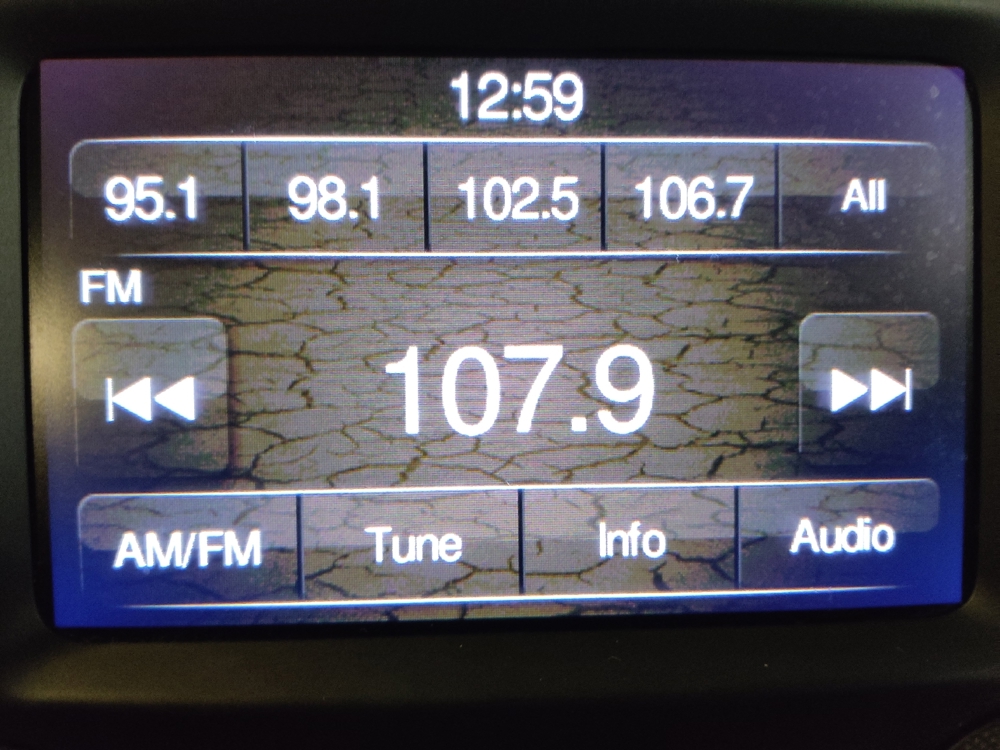 12:59
95.1 98.1 102.5 106.7 All
FM
107.9
AM/FM Tune Info Audio